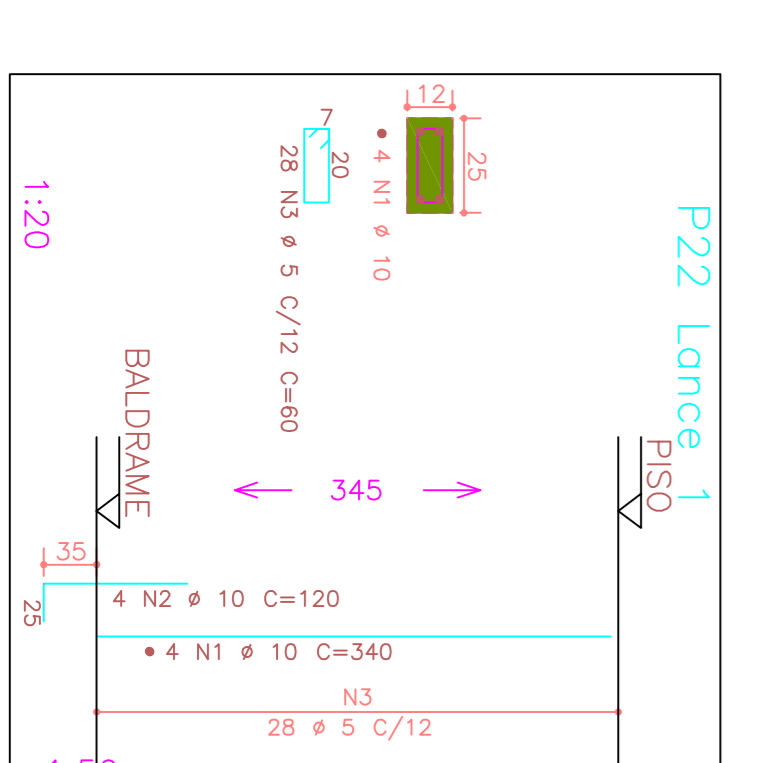 P22 Lance 1
12
25
4 N1 ø 10
7
20
28 N3 ø 5 C/12 C=60
1:20
PISO
BALDRAME
345
35
25
4 N2 ø 10 C=120
4 N1 ø 10 C=340
N3
28 ø 5 C/12